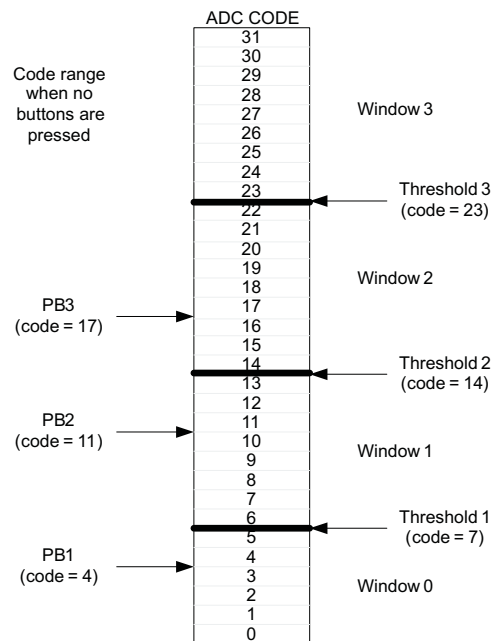 ADC CODE
31
30
29
28
27
26
25
24
23
22
21
20
19
18
17
16
15
14
13
12
11
10
9
8
7
6
5
4
3
2
1
0
Code range
when no
buttons are
pressed
PB3
(code = 17)
PB2
(code = 11)
PB1
(code = 4)
Window 3
Threshold 3
(code = 23)
Window 2
Threshold 2
(code = 14)
Window 1
Threshold 1
(code = 7)
Window 0